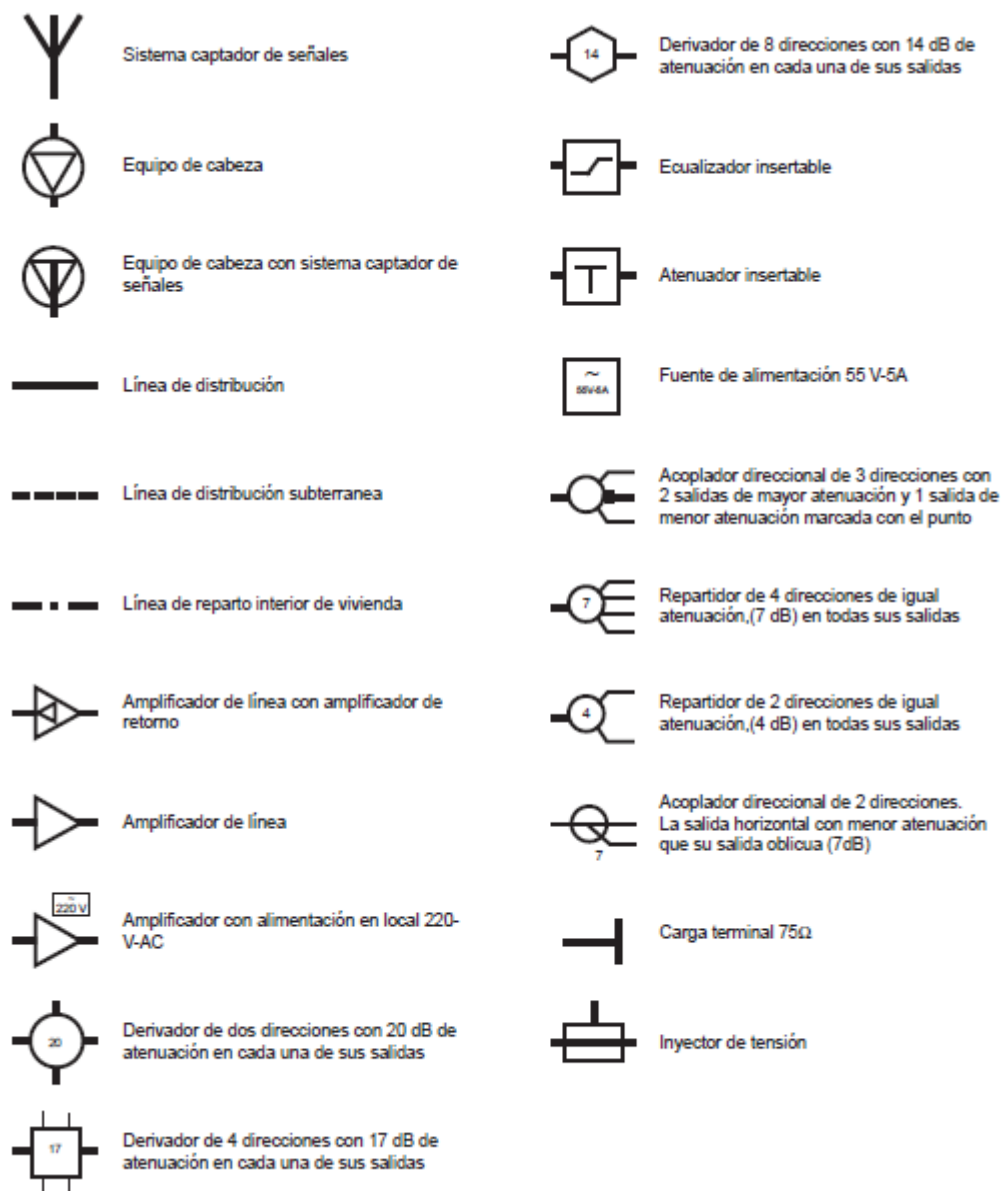 Sistema captador de señales
Equipo de cabeza
Equipo de cabeza con sistema captador de
señales
Línea de distribución
Línea de distribución subterranea
Línea de reparto interior de vivienda
Amplificador de línea con amplificador de
retorno
Amplificador de línea
~
220 V
Amplificador con alimentación en local 220-
V-AC
20
Derivador de dos direcciones con 20 dB de
atenuación en cada una de sus salidas
17
Derivador de 4 direcciones con 17 dB de
atenuación en cada una de sus salidas
14
Derivador de 8 direcciones con 14 dB de
atenuación en cada una de sus salidas
Ecualizador insertable
T
Atenuador insertable
~
55V-5A
Fuente de alimentación 55 V-5A
Acoplador direccional de 3 direcciones con
2 salidas de mayor atenuación y 1 salida de
menor atenuación marcada con el punto
7
Repartidor de 4 direcciones de igual
atenuación,(7 dB) en todas sus salidas
4
Repartidor de 2 direcciones de igual
atenuación,(4 dB) en todas sus salidas
7
Acoplador direccional de 2 direcciones.
La salida horizontal con menor atenuación
que su salida oblicua (7dB)
Carga terminal 75Ω
Inyector de tensión